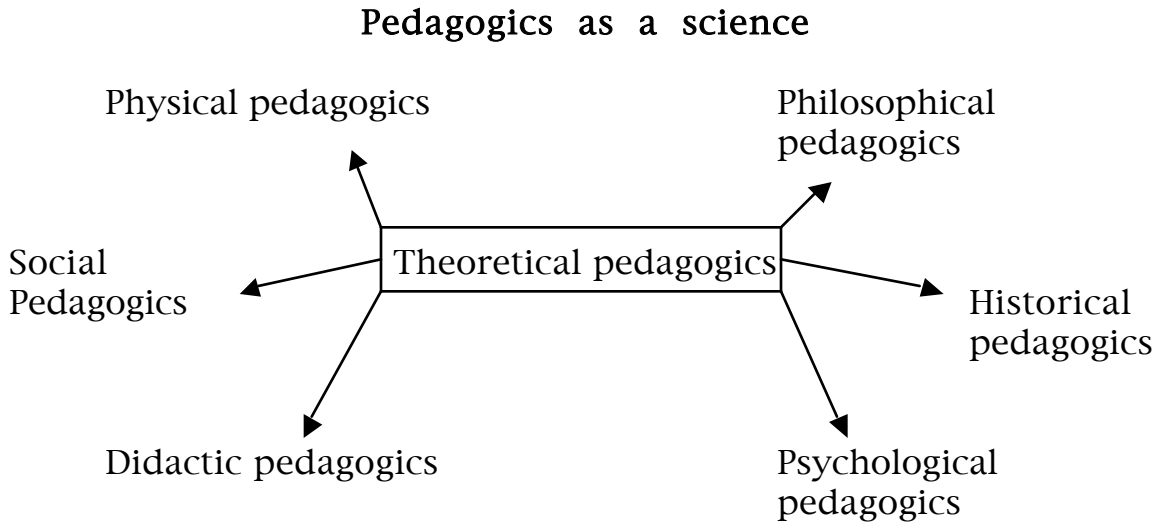 Pedagogics as a science
Physical pedagogics
Philosophical
pedagogics
Theoretical pedagogics
Social
Pedagogics
Historical
pedagogics
Didactic pedagogics
Psychological
pedagogics